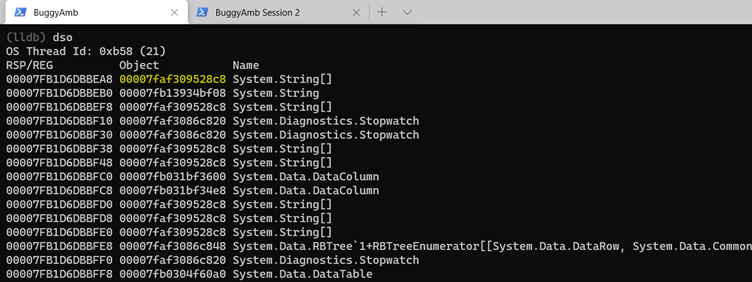 BuggyAmb
BuggyAmb Session 2
(lldb) dso
OS Thread Id: 0xb58 (21)
RSP/REG Object Name
00007FB1D6DBBEA8 00007faf309528c8 System.String[]
00007FB1D6DBBEB0 00007fb13934bf08 System.String
00007FB1D6DBBEF8 00007faf309528c8 System.String[]
00007FB1D6DBBF10 00007faf3086c820 System.Diagnostics.Stopwatch
00007FB1D6DBBF30 00007faf3086c820 System.Diagnostics.Stopwatch
00007FB1D6DBBF38 00007faf309528c8 System.String[]
00007FB1D6DBBF48 00007faf309528c8 System.String[]
00007FB1D6DBBFC0 00007fb031bf3600 System.Data.DataColumn
00007FB1D6DBBFC8 00007fb031bf34e8 System.Data.DataColumn
00007FB1D6DBBFD0 00007faf309528c8 System.String[]
00007FB1D6DBBFD8 00007faf309528c8 System.String[]
00007FB1D6DBBFE0 00007faf309528c8 System.String[]
00007FB1D6DBBFE8 00007faf3086c848 System.Data.RBTree`1+RBTreeEnumerator[[System.Data.DataRow, System.Data.Common
00007FB1D6DBBFF0 00007faf3086c820 System.Diagnostics.Stopwatch
00007FB1D6DBBFF8 00007fb0304f60a0 System.Data.DataTable